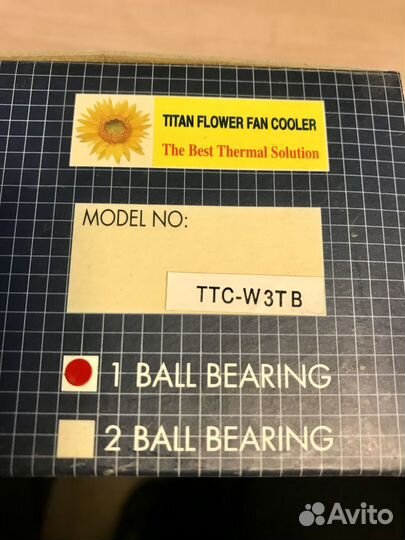 TITAN FLOWER FAN COOLER
The Best Thermal Solution
MODEL NO:
TTC-W3TB
1 BALL BEARING
2 BALL BEARING
Avito